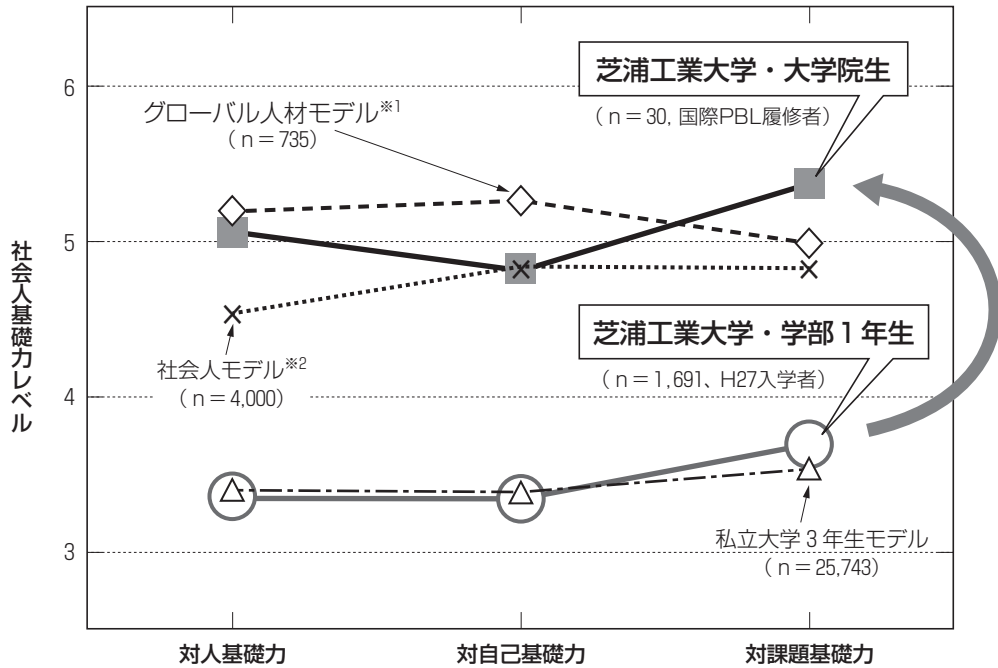 6
5
4
3
社会人基礎力レベル
グローバル人材モデル※1
（n＝735）
芝浦工業大学・大学院生
（n＝30, 国際PBL履修者）
社会人モデル※2
（n＝4,000）
芝浦工業大学・学部１年生
（n＝1,691、H27入学者）
私立大学３年生モデル
（n＝25,743）
対人基礎力
対自己基礎力
対課題基礎力